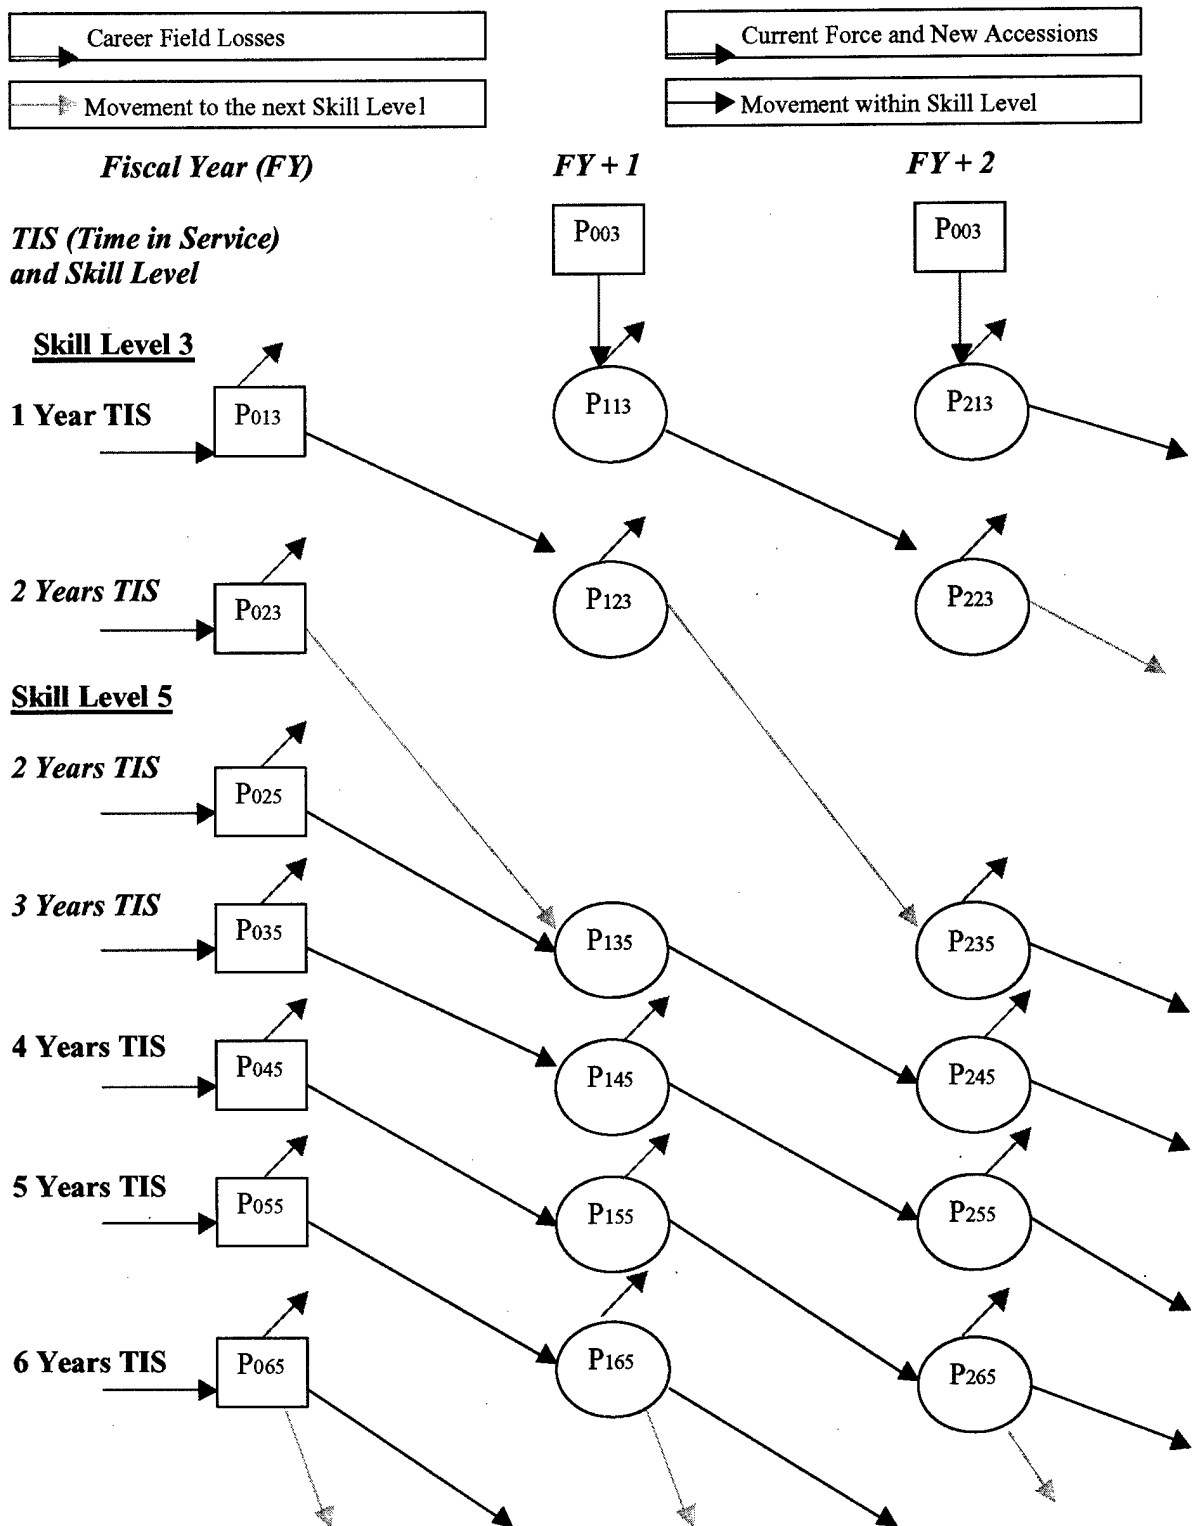 Career Field Losses
Current Force and New Accessions
Movement to the next Skill Level
Movement within Skill Level
Fiscal Year (FY)
FY + 1
FY + 2
TIS (Time in Service)
and Skill Level
P003
P003
Skill Level 3
1 Year TIS
P013
P113
P213
2 Years TIS
P023
P123
P223
Skill Level 5
2 Years TIS
P025
3 Years TIS
P035
P135
P235
4 Years TIS
P045
P145
P245
5 Years TIS
P055
P155
P255
6 Years TIS
P065
P165
P265